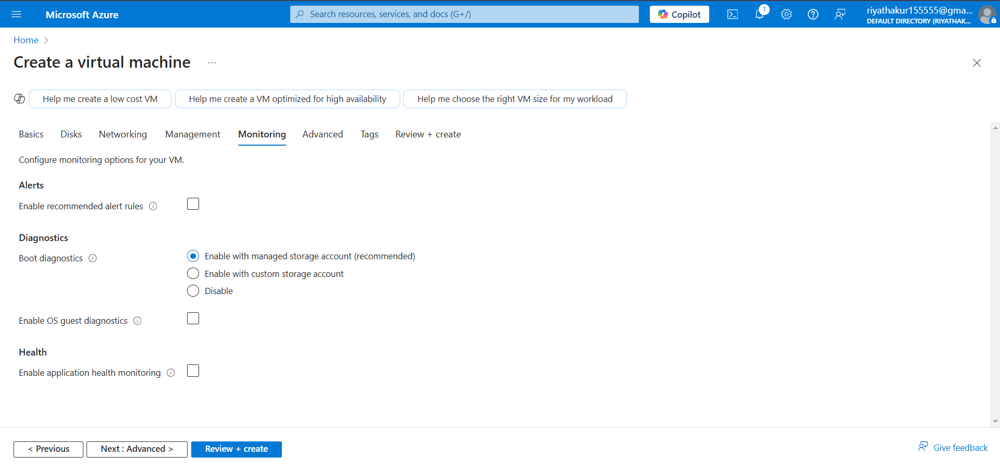 Microsoft Azure
Search resources, services, and docs (G+/)
Copilot
1
riyathakur155555@gma...
DEFAULT DIRECTORY (RIYATHAK...
Home
Create a virtual machine ...
Help me create a low cost VM
Help me create a VM optimized for high availability
Help me choose the right VM size for my workload
Basics Disks Networking Management Monitoring Advanced Tags Review + create
Configure monitoring options for your VM.
Alerts
Enable recommended alert rules
Diagnostics
Boot diagnostics
Enable with managed storage account (recommended)
Enable with custom storage account
Disable
Enable OS guest diagnostics
Health
Enable application health monitoring
< Previous
Next : Advanced >
Review + create
Give feedback